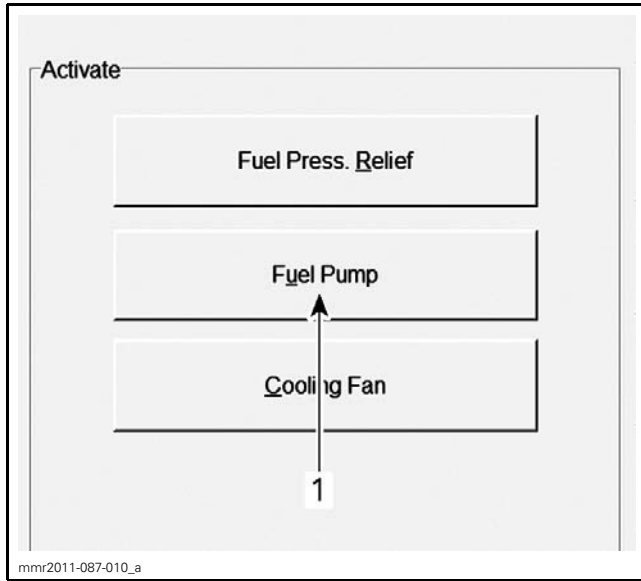 Activate
Fuel Press. Relief
Fuel Pump
Cooling Fan
1
mmr2011-087-010_a